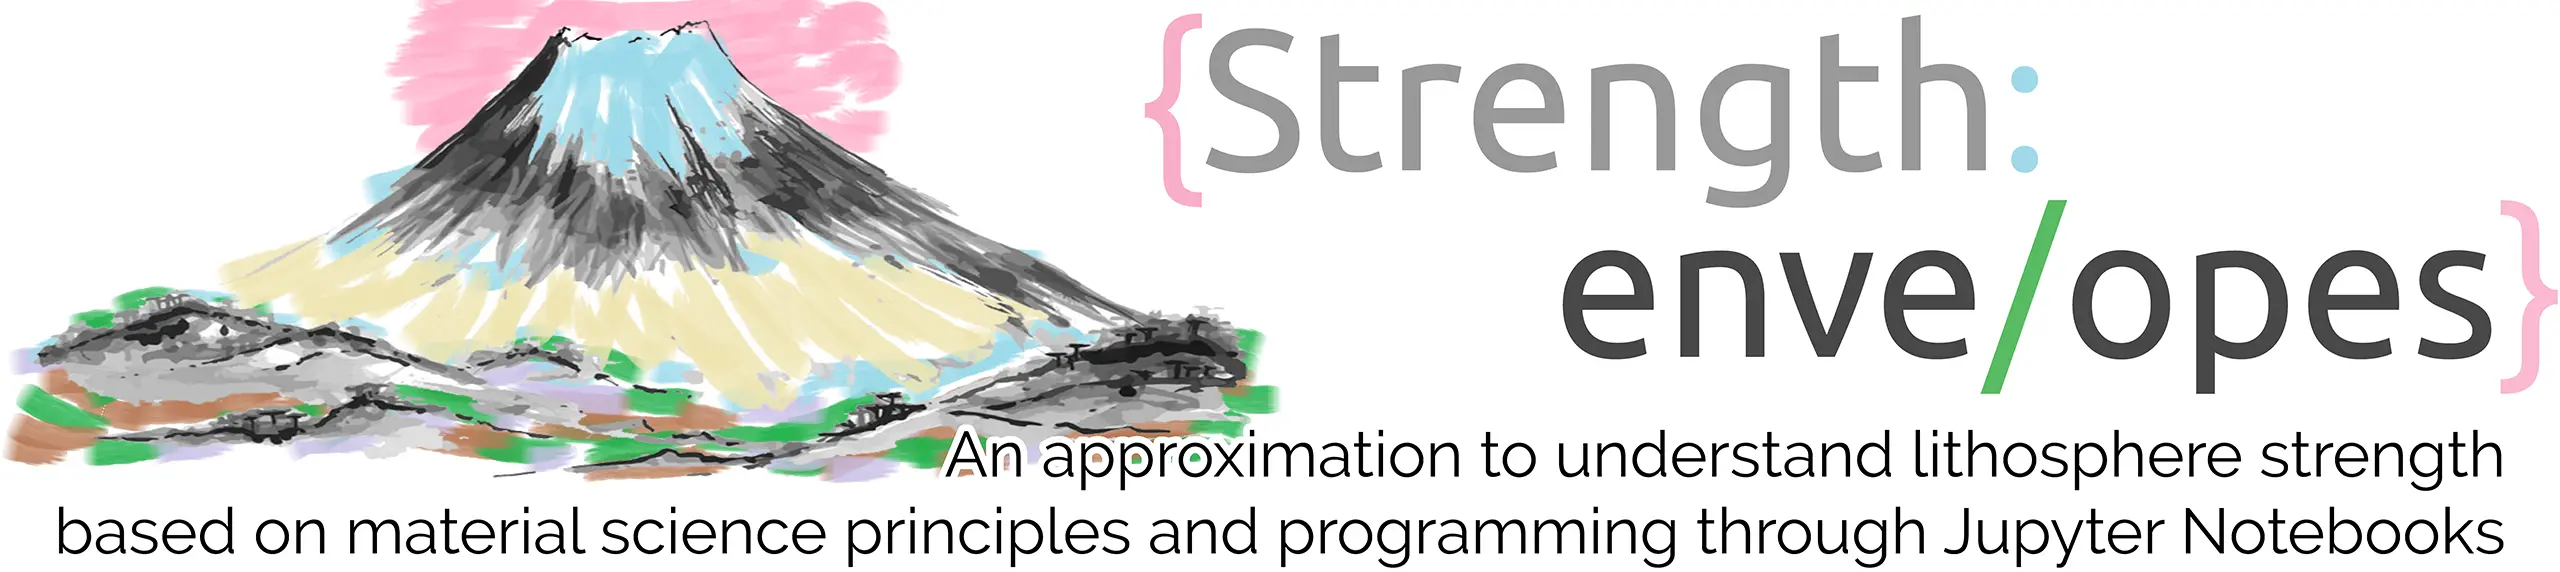 {Strength:
enve/opes}
An approximation to understand lithosphere strength
based on material science principles and programming through Jupyter Notebooks